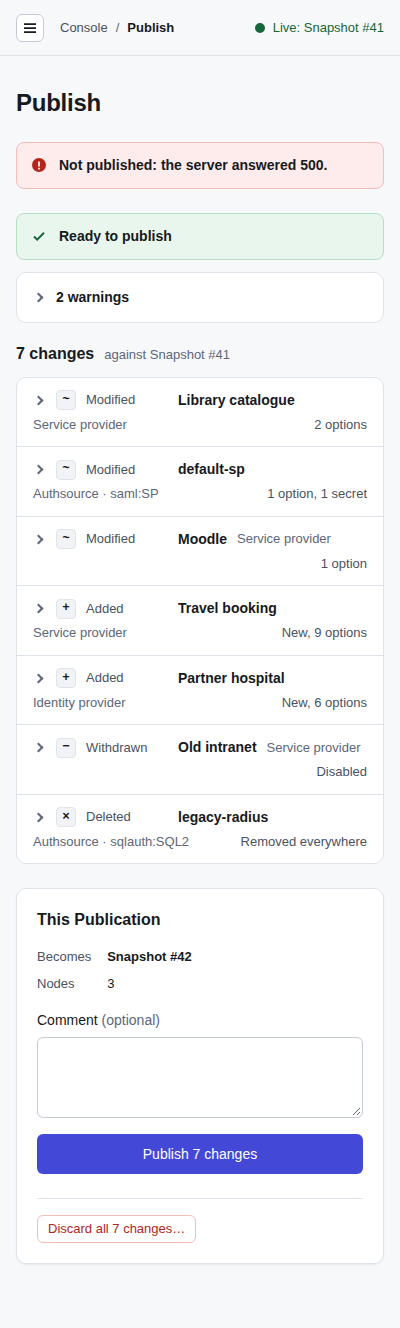 Console / Publish
Live: Snapshot #41
Publish
Not published: the server answered 500.
Ready to publish
2 warnings
7 changes against Snapshot #41
~ Modified Library catalogue
Service provider 2 options
~ Modified default-sp
Authsource · saml:SP 1 option, 1 secret
~ Modified Moodle Service provider
1 option
+ Added Travel booking
Service provider New, 9 options
+ Added Partner hospital
Identity provider New, 6 options
− Withdrawn Old intranet Service provider
Disabled
× Deleted legacy-radius
Authsource · sqlauth:SQL2 Removed everywhere
This Publication
Becomes Snapshot #42
Nodes 3
Comment (optional)
Publish 7 changes
Discard all 7 changes…